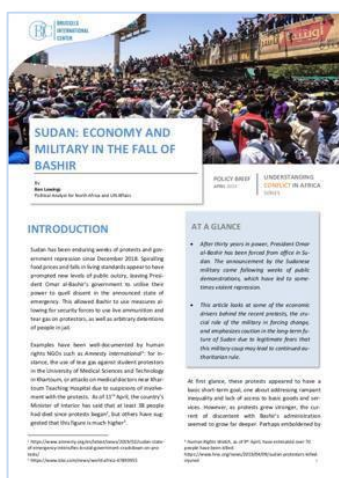 BRUSSELS
INTERNATIONAL
CENTER
SUDAN: ECONOMY AND
MILITARY IN THE FALL OF
BASHIR
By
Political Analyst for North Africa and UN Affairs
POLICY BRIEF
APRIL 2019
UNDERSTANDING
CONFLICT IN AFRICA
SERIES
INTRODUCTION
Sudan has been enduring weeks of protests and gov-
ernment repression since December 2018. Spiralling
food prices and falls in living standards appear to have
prompted new levels of public outcry, leaving Presi-
dent Omar al-Bashir's government to utilise their
power to quell dissent in the announced state of
emergency. This allowed Bashir to use measures al-
lowing for security forces to use live ammunition and
tear gas on protestors, as well as arbitrary detentions
of people in jail.
Examples have been well-documented by human
rights NGOs such as Amnesty International¹: for in-
stance, the use of tear gas against student protestors
in the University of Medical Sciences and Technology
in Khartoum, or attacks on medical doctors near Khar-
toum Teaching Hospital due to suspicions of involve-
ment with the protests. As of 11th April, the country's
Minister of Interior has said that at least 38 people
had died since protests began², but others have sug-
gested that this figure is much higher³.
AT A GLANCE
• After thirty years in power, President Omar
al-Bashir has been forced from office in Su-
dan. The announcement by the Sudanese
military came following weeks of public
demonstrations, which have led to some-
times violent repression.
• This article looks at some of the economic
drivers behind the recent protests, the cru-
cial role of the military in forcing change,
and emphasizes caution in the long-term fu-
ture of Sudan due to legitimate fears that
this military coup may lead to continued au-
thoritarian rule.
At first glance, these protests appeared to have a
basic short-term goal, one about addressing rampant
inequality and lack of access to basic goods and ser-
vices. However, as protests grew stronger, the cur-
rent of discontent with Bashir's administration
seemed to grow far deeper. Perhaps emboldened by